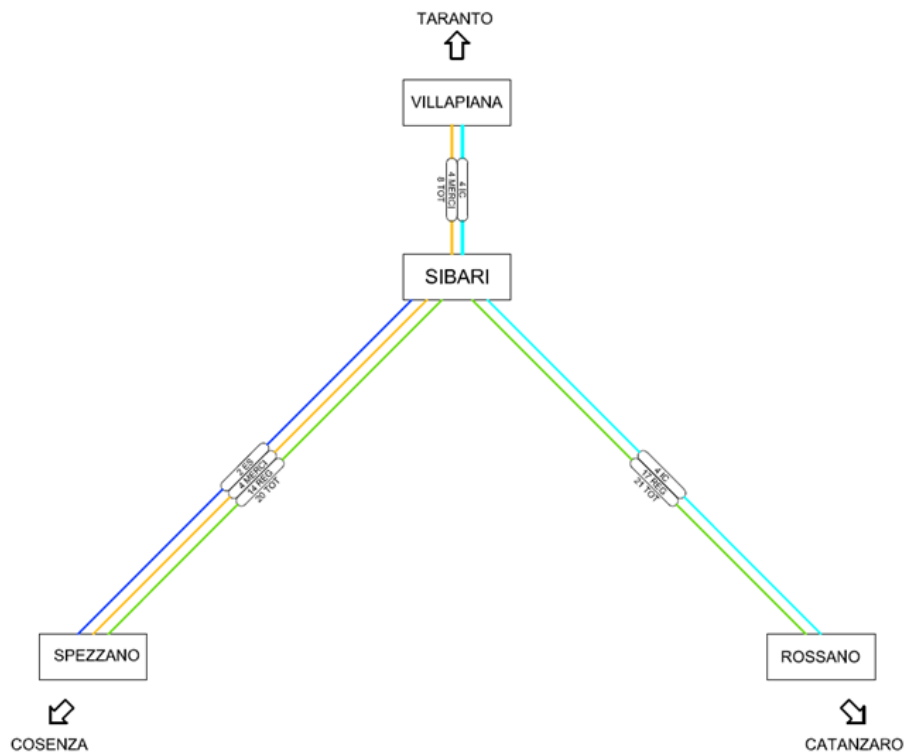 TARANTO
VILLAPIANA
4 IC
4 MERCI
8 TOT
SIBARI
2 ES
4 MERCI
14 REG
20 TOT
4 IC
17 REG
21 TOT
SPEZZANO
ROSSANO
COSENZA
CATANZARO